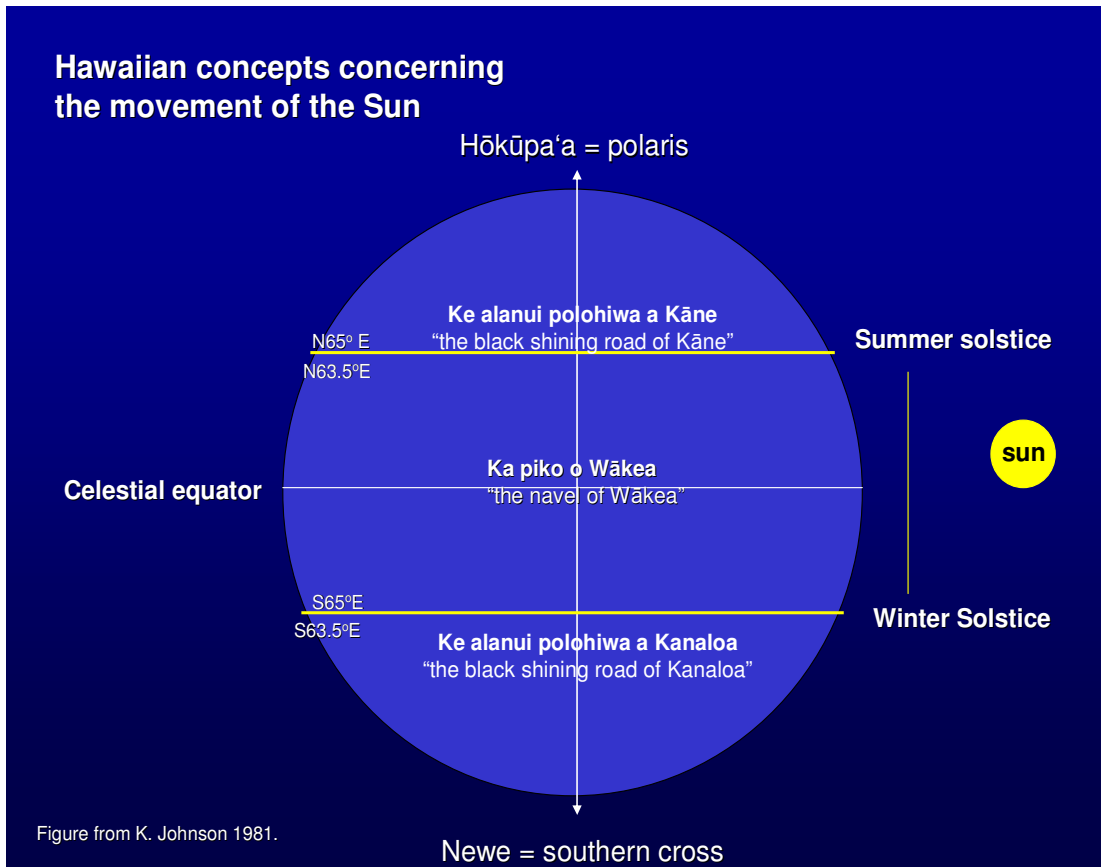 Hawaiian concepts concerning
the movement of the Sun
Hōkūpa‘a = polaris
Ke alanui polohiwa a Kāne
“the black shining road of Kāne”
N65º E
N63.5ºE
Summer solstice
sun
Ka piko o Wākea
“the navel of Wākea”
Celestial equator
S65ºE
S63.5ºE
Winter Solstice
Ke alanui polohiwa a Kanaloa
“the black shining road of Kanaloa”
Figure from K. Johnson 1981.
Newe = southern cross